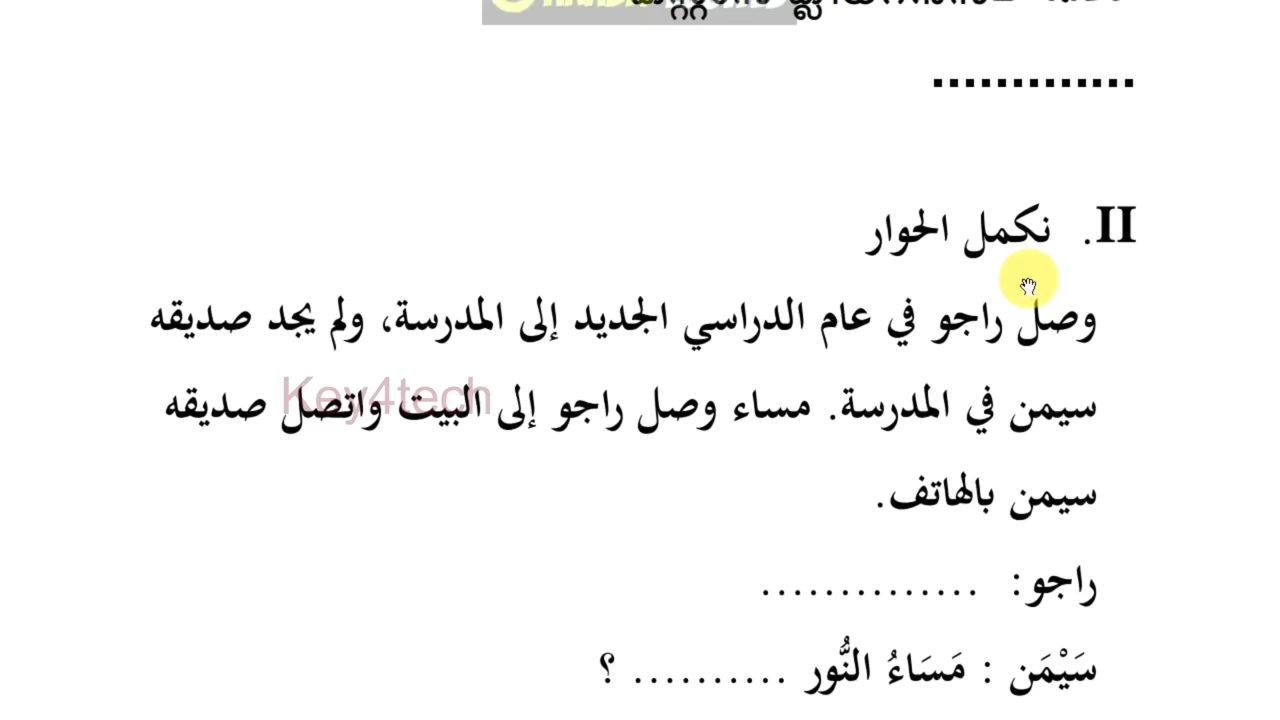 .............
II. نكمل الحوار
وصل راجو في عام الدراسي الجديد إلى المدرسة، ولم يجد صديقه
سيمن في المدرسة. مساء وصل راجو إلى البيت واتصل صديقه
Key4tech
سيمن بالهاتف.
راجو: ..............
سَيْمَن : مَسَاءُ النُّور .......... ؟